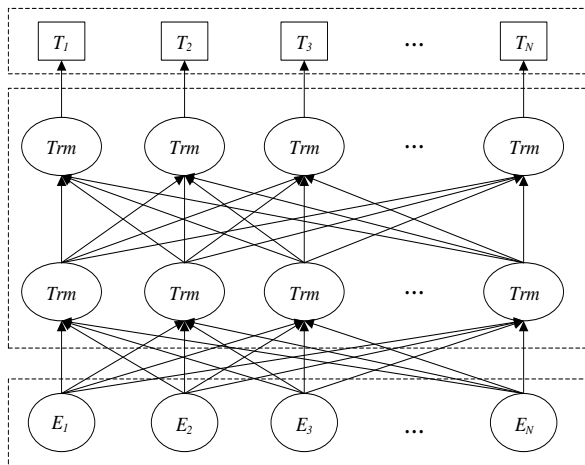 T1 T2 T3 ... TN
Trm Trm Trm ... Trm
Trm Trm Trm ... Trm
E1 E2 E3 ... EN